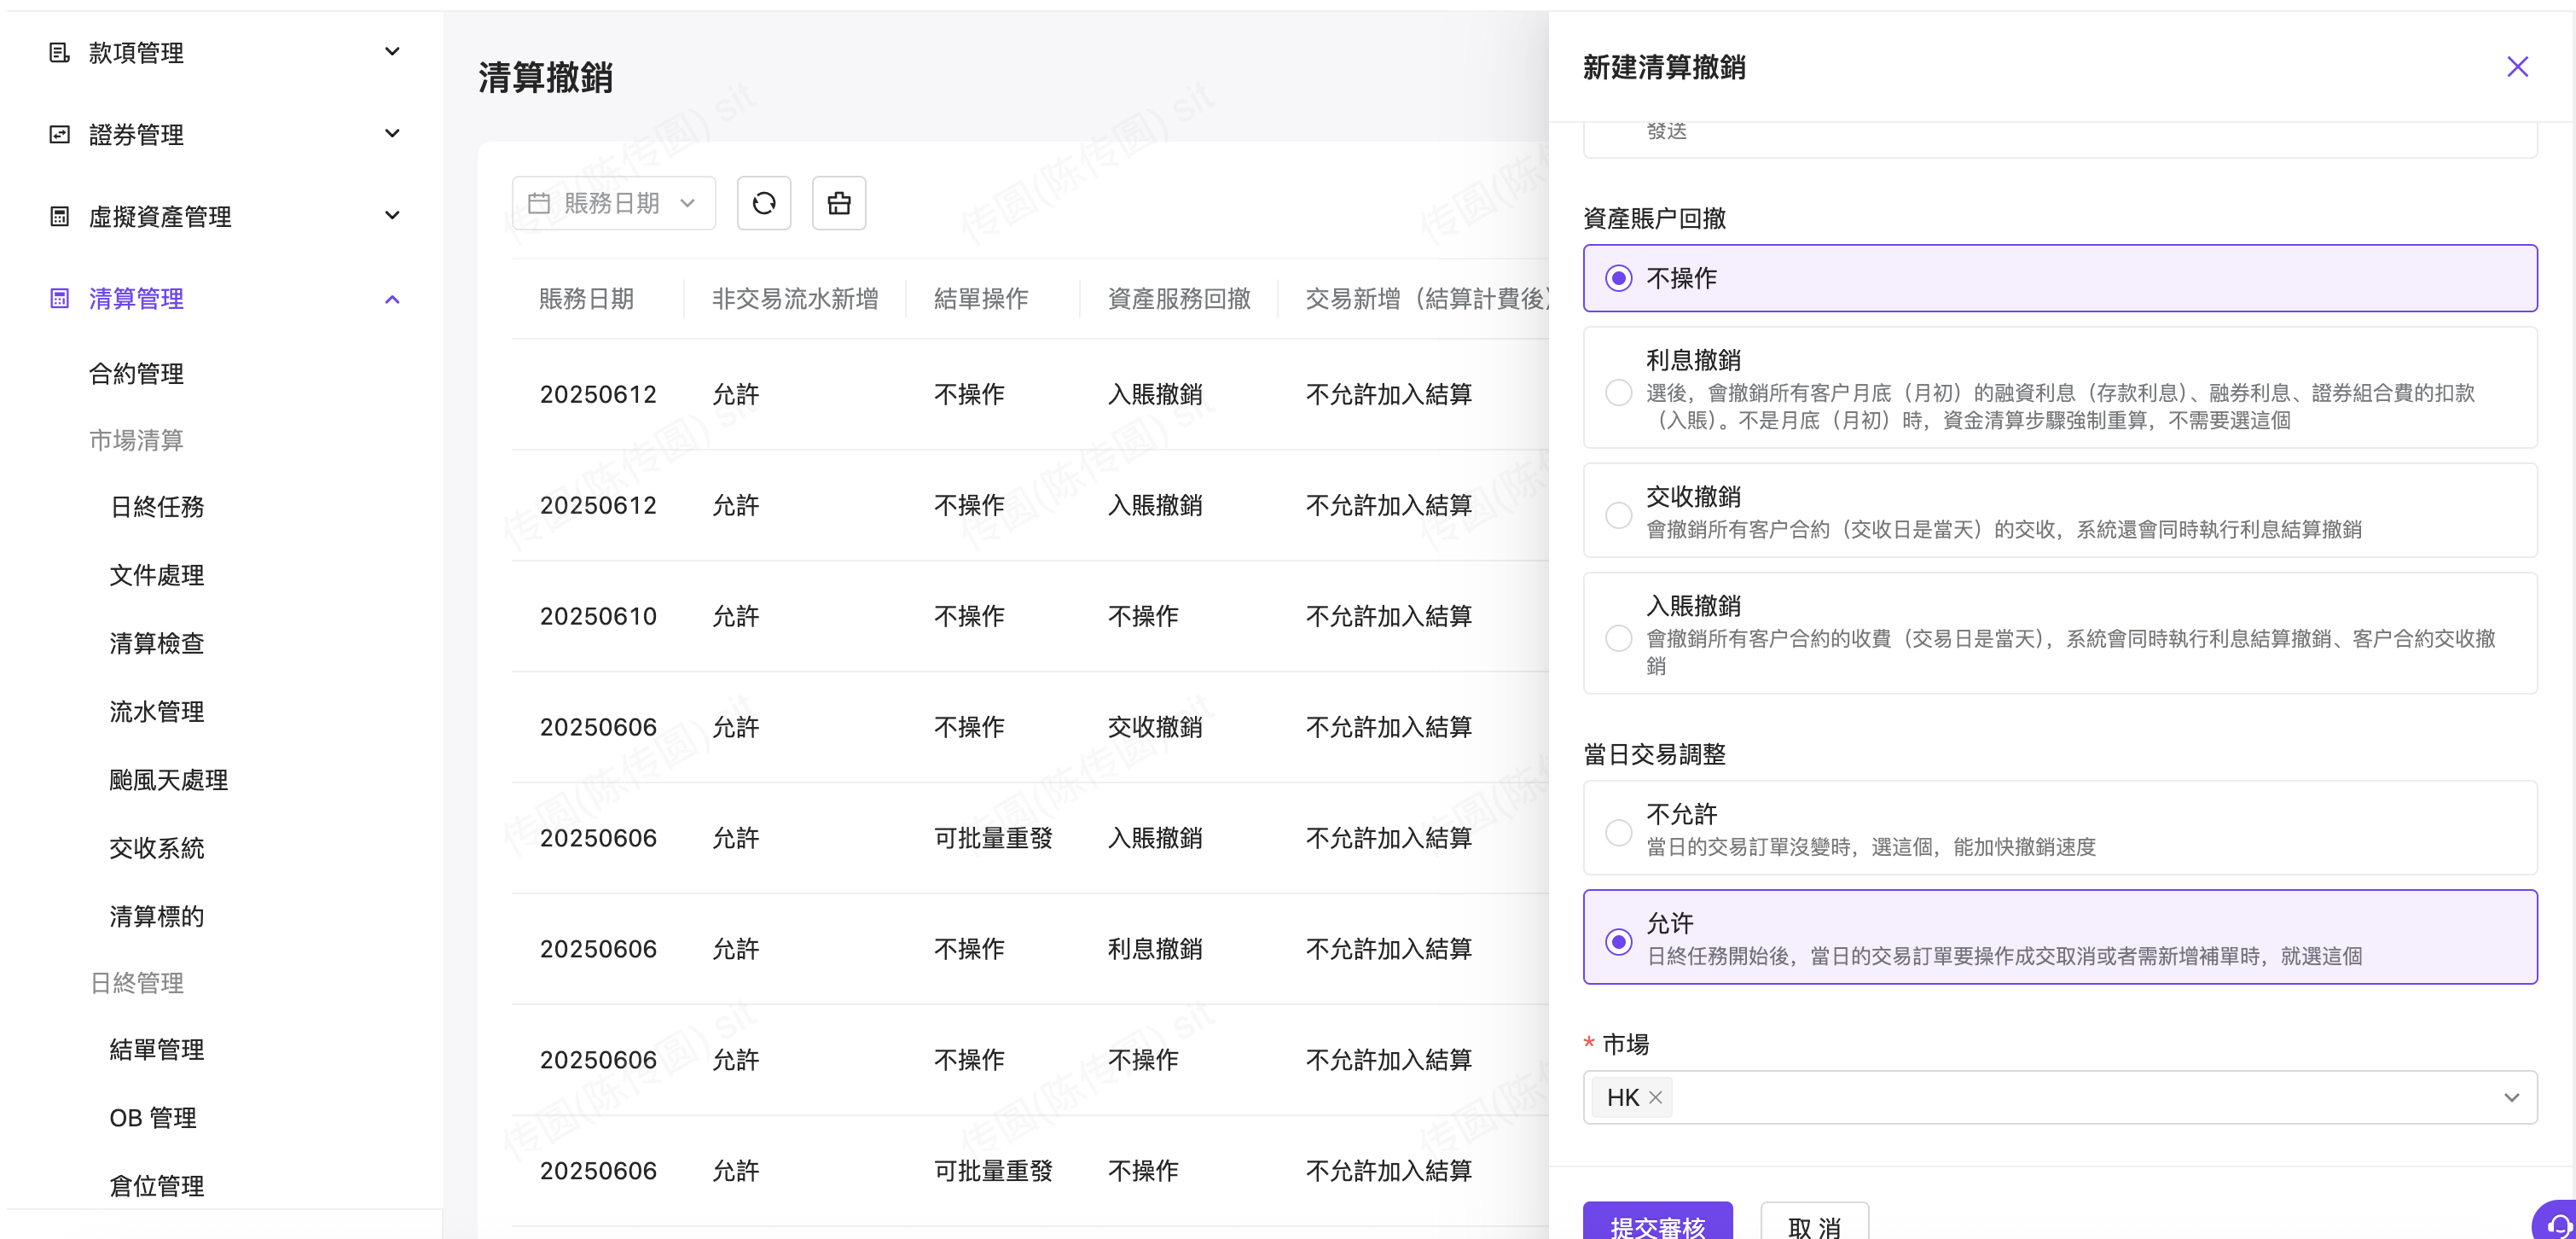 款項管理
證券管理
虛擬資產管理
清算管理
合約管理
市場清算
日終任務
文件處理
清算檢查
流水管理
颱風天處理
交收系統
清算標的
日終管理
結單管理
OB 管理
倉位管理
清算撤銷
賬務日期
賬務日期 非交易流水新增 結單操作 資產服務回撤 交易新增（結算計費後）
20250612 允許 不操作 入賬撤銷 不允許加入結算
20250612 允許 不操作 入賬撤銷 不允許加入結算
20250610 允許 不操作 不操作 不允許加入結算
20250606 允許 不操作 交收撤銷 不允許加入結算
20250606 允許 可批量重發 入賬撤銷 不允許加入結算
20250606 允許 不操作 利息撤銷 不允許加入結算
20250606 允許 不操作 不操作 不允許加入結算
20250606 允許 可批量重發 不操作 不允許加入結算
传圆(陈传圆) sit
新建清算撤銷
發送
資產賬户回撤
不操作
利息撤銷
選後，會撤銷所有客户月底（月初）的融資利息（存款利息）、融券利息、證券組合費的扣款
（入賬）。不是月底（月初）時，資金清算步驟強制重算，不需要選這個
交收撤銷
會撤銷所有客户合約（交收日是當天）的交收，系統還會同時執行利息結算撤銷
入賬撤銷
會撤銷所有客户合約的收費（交易日是當天），系統會同時執行利息結算撤銷、客户合約交收撤
銷
當日交易調整
不允許
當日的交易訂單沒變時，選這個，能加快撤銷速度
允许
日終任務開始後，當日的交易訂單要操作成交取消或者需新增補單時，就選這個
* 市場
HK
提交審核 取 消